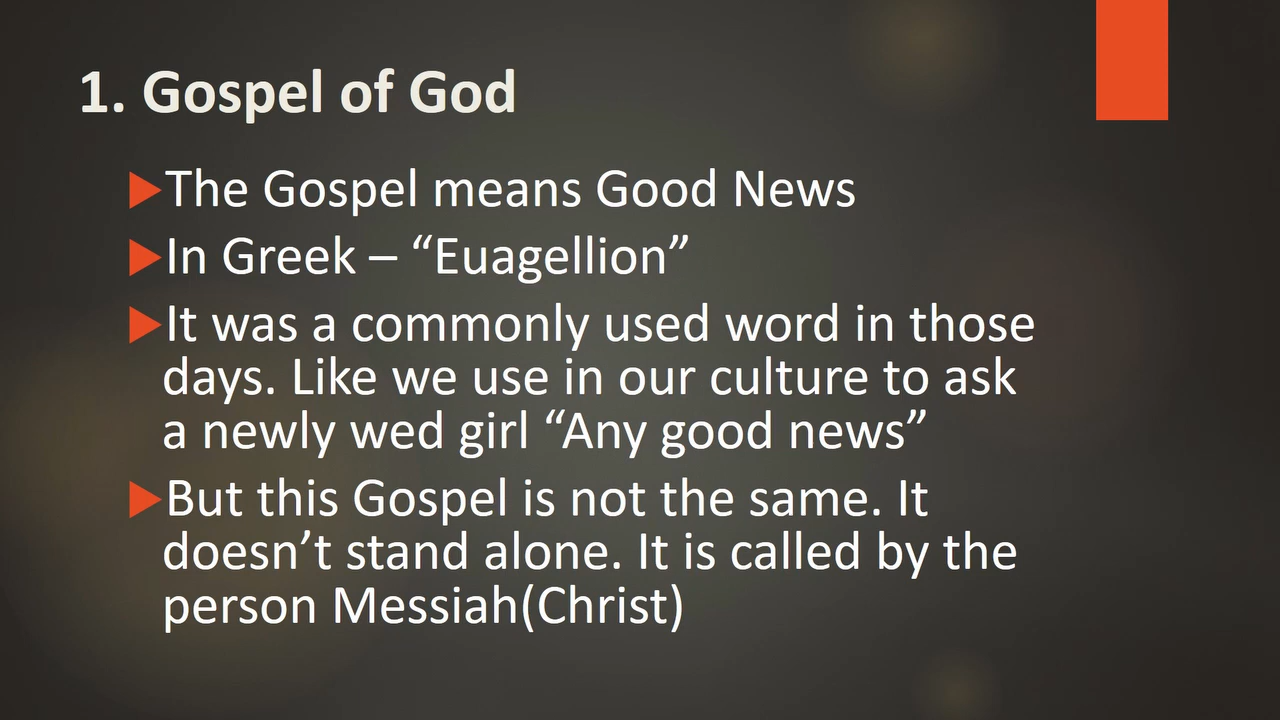 1. Gospel of God
The Gospel means Good News
In Greek – “Euagellion”
It was a commonly used word in those
days. Like we use in our culture to ask
a newly wed girl “Any good news”
But this Gospel is not the same. It
doesn’t stand alone. It is called by the
person Messiah(Christ)